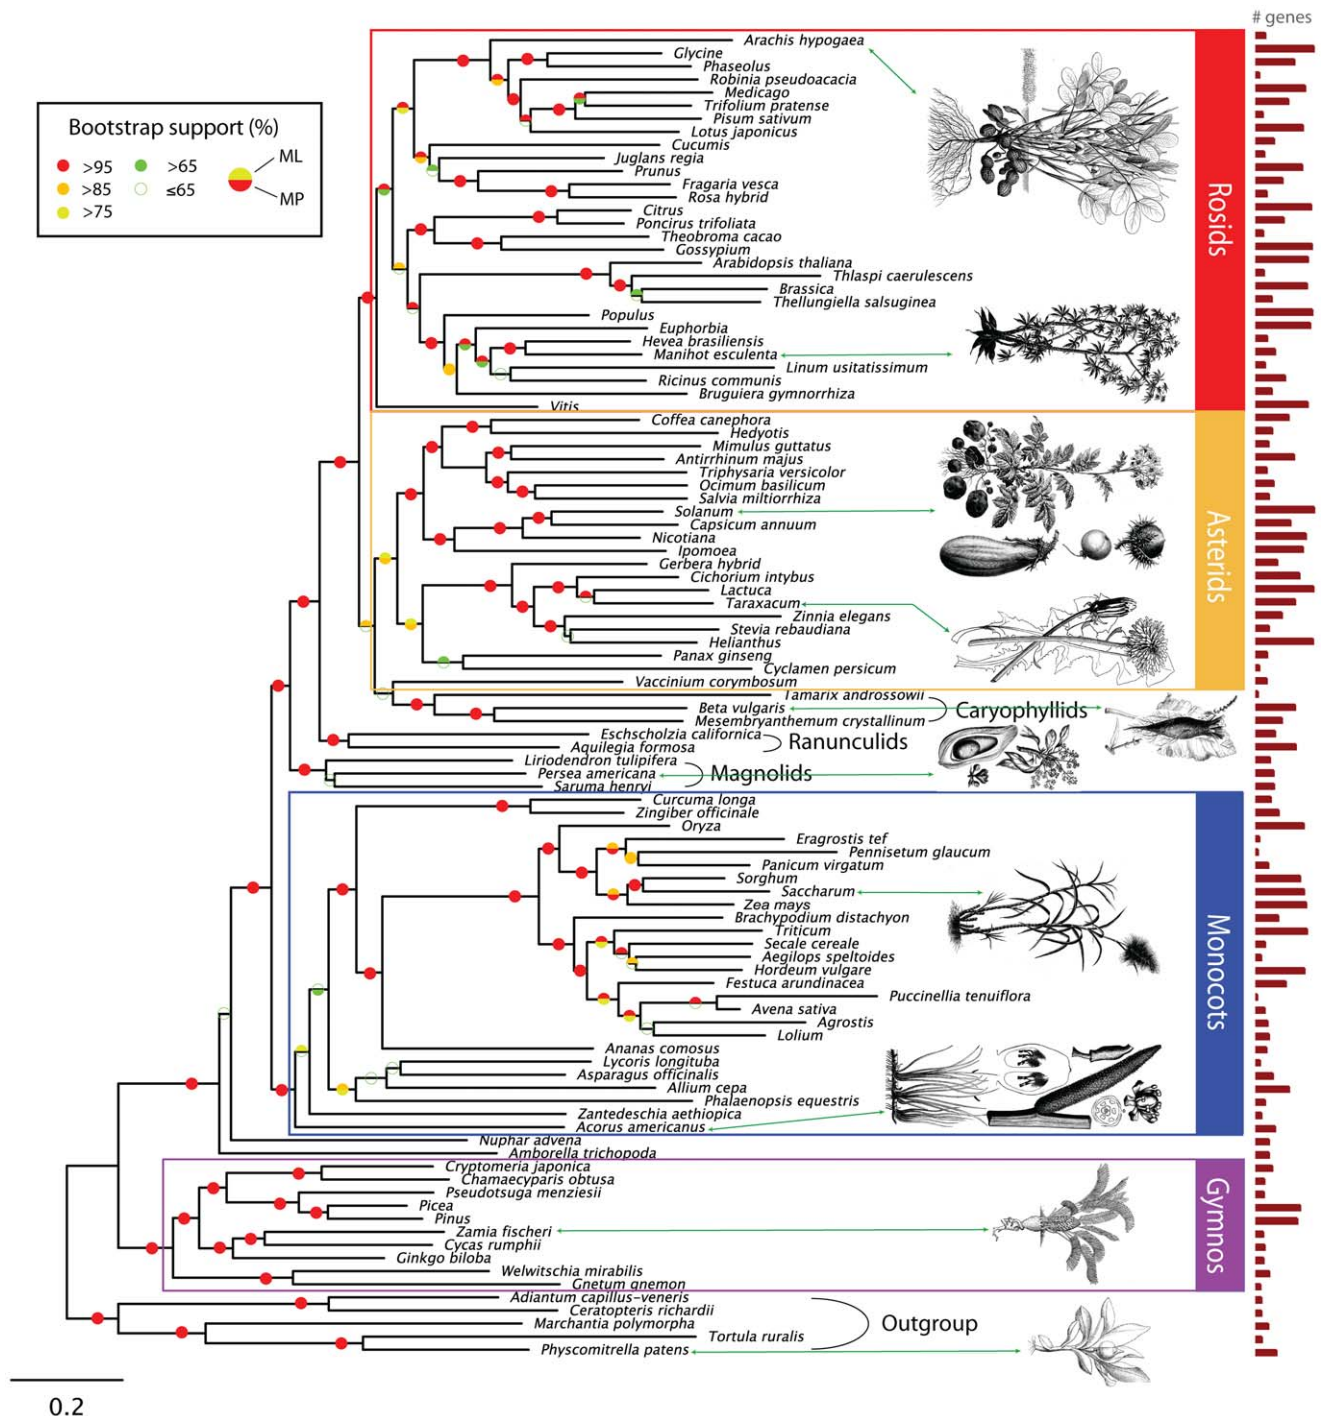 # genes
Arachis hypogaea
Glycine
Phaseolus
Robinia pseudoacacia
Medicago
Trifolium pratense
Pisum sativum
Lotus japonicus
Cucumis
Juglans regia
Prunus
Fragaria vesca
Rosa hybrid
Citrus
Poncirus trifoliata
Theobroma cacao
Gossypium
Arabidopsis thaliana
Thlaspi caerulescens
Brassica
Thellungiella salsuginea
Populus
Euphorbia
Hevea brasiliensis
Manihot esculenta
Linum usitatissimum
Ricinus communis
Bruguiera gymnorrhiza
Vitis
Rosids
Bootstrap support (%)
>95
>65
ML
>85
≤65
MP
>75
Coffea canephora
Hedyotis
Mimulus guttatus
Antirrhinum majus
Triphysaria versicolor
Ocimum basilicum
Salvia miltiorrhiza
Solanum
Capsicum annuum
Nicotiana
Ipomoea
Gerbera hybrid
Cichorium intybus
Lactuca
Taraxacum
Zinnia elegans
Stevia rebaudiana
Helianthus
Panax ginseng
Cyclamen persicum
Vaccinium corymbosum
Asterids
Tamarix androssowii
Beta vulgaris
Mesembryanthemum crystallinum
Caryophyllids
Eschscholzia californica
Aquilegia formosa
Ranunculids
Liriodendron tulipifera
Persea americana
Saruma henryi
Magnolids
Curcuma longa
Zingiber officinale
Oryza
Eragrostis tef
Pennisetum glaucum
Panicum virgatum
Sorghum
Saccharum
Zea mays
Brachypodium distachyon
Triticum
Secale cereale
Aegilops speltoides
Hordeum vulgare
Festuca arundinacea
Puccinellia tenuiflora
Avena sativa
Agrostis
Lolium
Ananas comosus
Lycoris longituba
Asparagus officinalis
Allium cepa
Phalaenopsis equestris
Zantedeschia aethiopica
Acorus americanus
Monocots
Nuphar advena
Amborella trichopoda
Cryptomeria japonica
Chamaecyparis obtusa
Pseudotsuga menziesii
Picea
Pinus
Zamia fischeri
Cycas rumphii
Ginkgo biloba
Welwitschia mirabilis
Gnetum gnemon
Gymnos
Adiantum capillus-veneris
Ceratopteris richardii
Marchantia polymorpha
Tortula ruralis
Physcomitrella patens
Outgroup
0.2